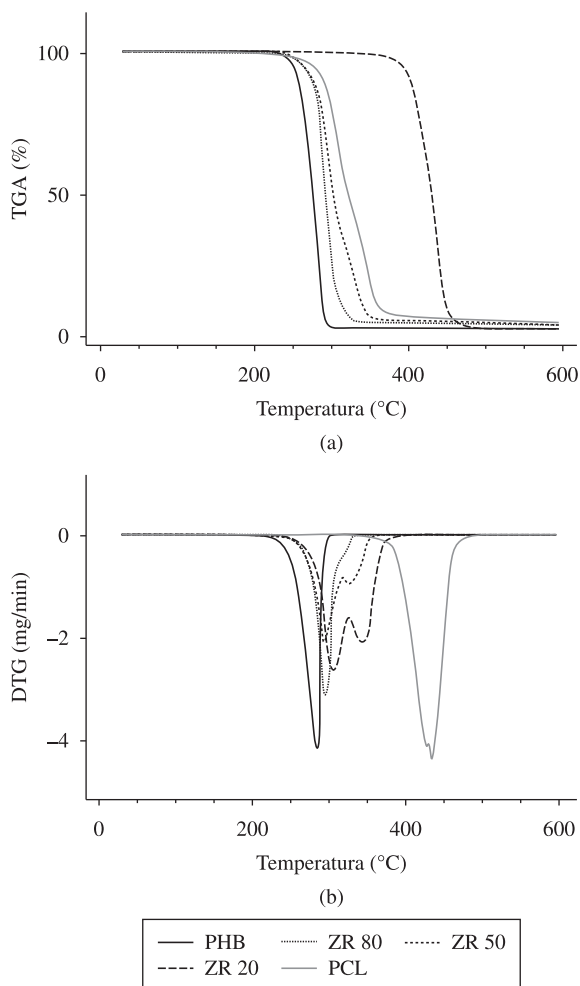 100
50
0
TGA (%)
0 200 400 600
Temperatura (°C)
(a)
0
−2
−4
DTG (mg/min)
0 200 400 600
Temperatura (°C)
(b)
PHB ZR 80 ZR 50
ZR 20 PCL